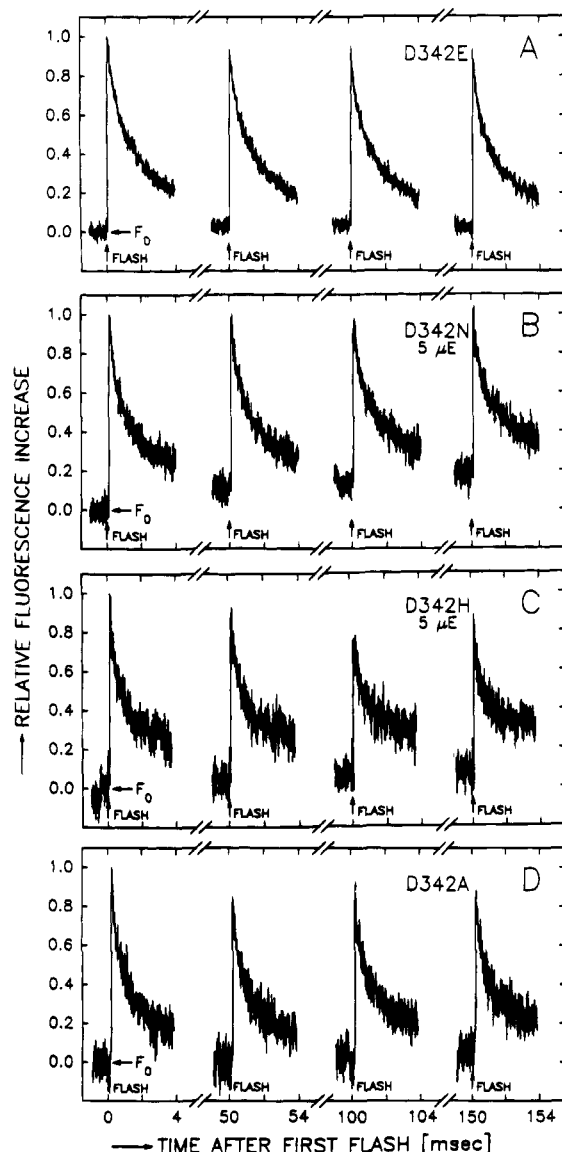 A
D342E
1.0
0.8
0.6
0.4
0.2
0.0
F₀
FLASH FLASH FLASH FLASH
B
D342N
5 μE
1.0
0.8
0.6
0.4
0.2
0.0
F₀
FLASH FLASH FLASH FLASH
C
D342H
5 μE
1.0
0.8
0.6
0.4
0.2
0.0
F₀
FLASH FLASH FLASH FLASH
D
D342A
1.0
0.8
0.6
0.4
0.2
0.0
F₀
FLASH FLASH FLASH FLASH
0 4 50 54 100 104 150 154
RELATIVE FLUORESCENCE INCREASE
TIME AFTER FIRST FLASH [msec]